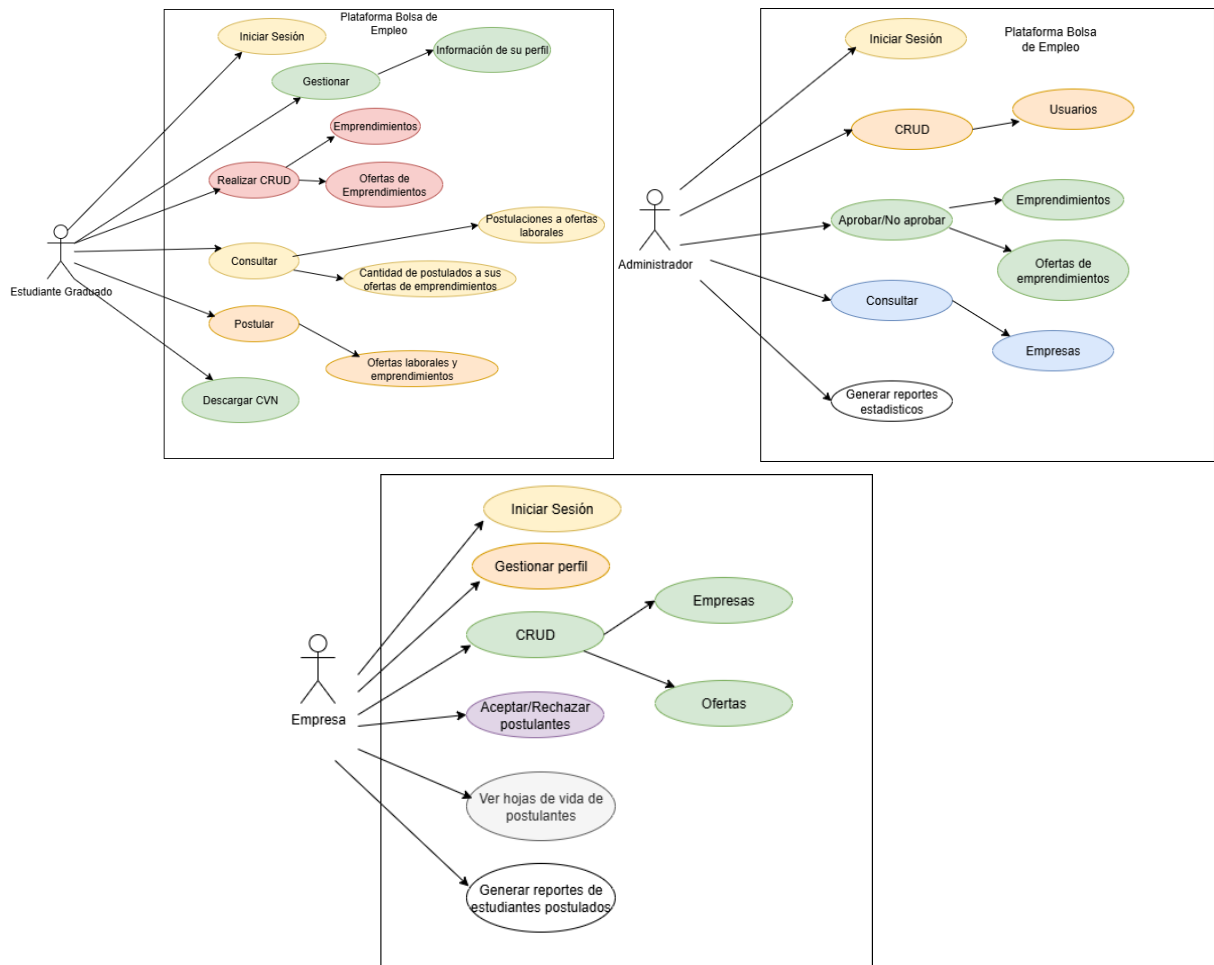 Plataforma Bolsa de
Empleo
Iniciar Sesión
Información de su perfil
Gestionar
Emprendimientos
Realizar CRUD
Ofertas de
Emprendimientos
Postulaciones a ofertas
laborales
Consultar
Cantidad de postulados a sus
ofertas de emprendimientos
Estudiante Graduado
Postular
Ofertas laborales y
emprendimientos
Descargar CVN
Iniciar Sesión
Plataforma Bolsa
de Empleo
Usuarios
CRUD
Emprendimientos
Aprobar/No aprobar
Ofertas de
emprendimientos
Administrador
Consultar
Empresas
Generar reportes
estadisticos
Iniciar Sesión
Gestionar perfil
Empresas
CRUD
Ofertas
Aceptar/Rechazar
postulantes
Empresa
Ver hojas de vida de
postulantes
Generar reportes de
estudiantes postulados